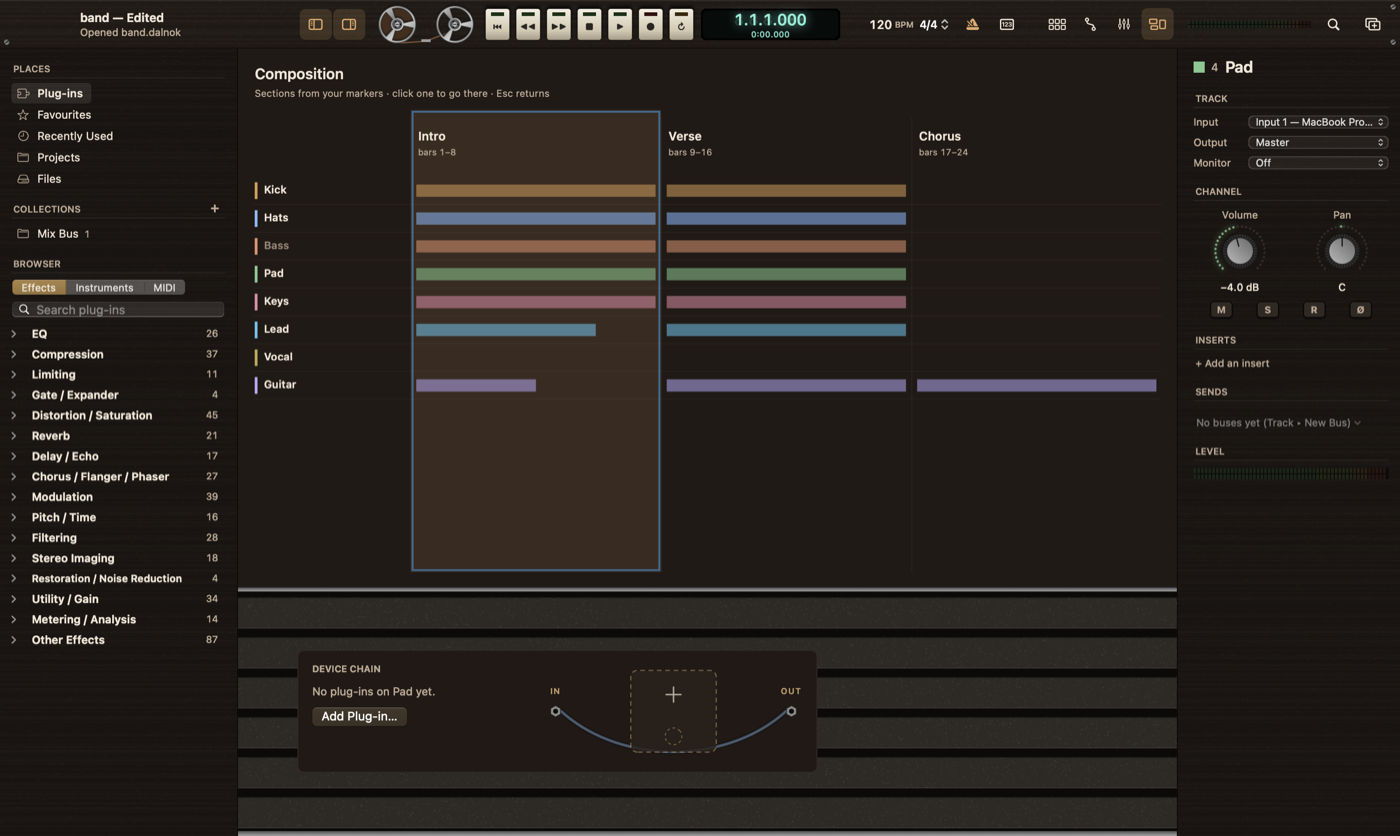 band — Edited
Opened band.dalnok
1.1.1.000
0:00.000
120 BPM 4/4
123
PLACES
Plug-ins
Favourites
Recently Used
Projects
Files
COLLECTIONS +
Mix Bus 1
BROWSER
Effects Instruments MIDI
Search plug-ins
EQ 26
Compression 37
Limiting 11
Gate / Expander 4
Distortion / Saturation 45
Reverb 21
Delay / Echo 17
Chorus / Flanger / Phaser 27
Modulation 39
Pitch / Time 16
Filtering 28
Stereo Imaging 18
Restoration / Noise Reduction 4
Utility / Gain 34
Metering / Analysis 14
Other Effects 87
Composition
Sections from your markers · click one to go there · Esc returns
Intro Verse Chorus
bars 1–8 bars 9–16 bars 17–24
Kick
Hats
Bass
Pad
Keys
Lead
Vocal
Guitar
DEVICE CHAIN
No plug-ins on Pad yet.
Add Plug-in...
IN OUT
4 Pad
TRACK
Input Input 1 — MacBook Pro...
Output Master
Monitor Off
CHANNEL
Volume Pan
−4.0 dB C
M S R Ø
INSERTS
+ Add an insert
SENDS
No buses yet (Track ▸ New Bus)
LEVEL